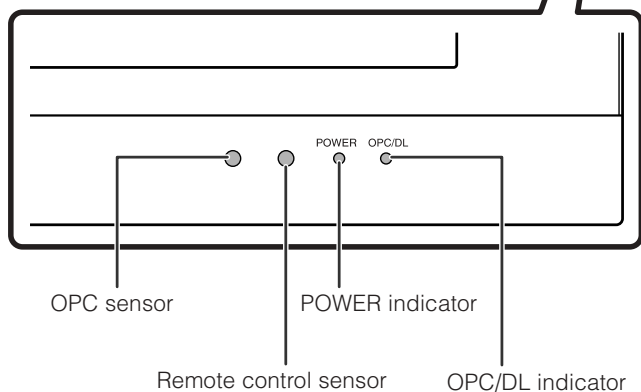 POWER OPC/DL
OPC sensor POWER indicator
Remote control sensor OPC/DL indicator